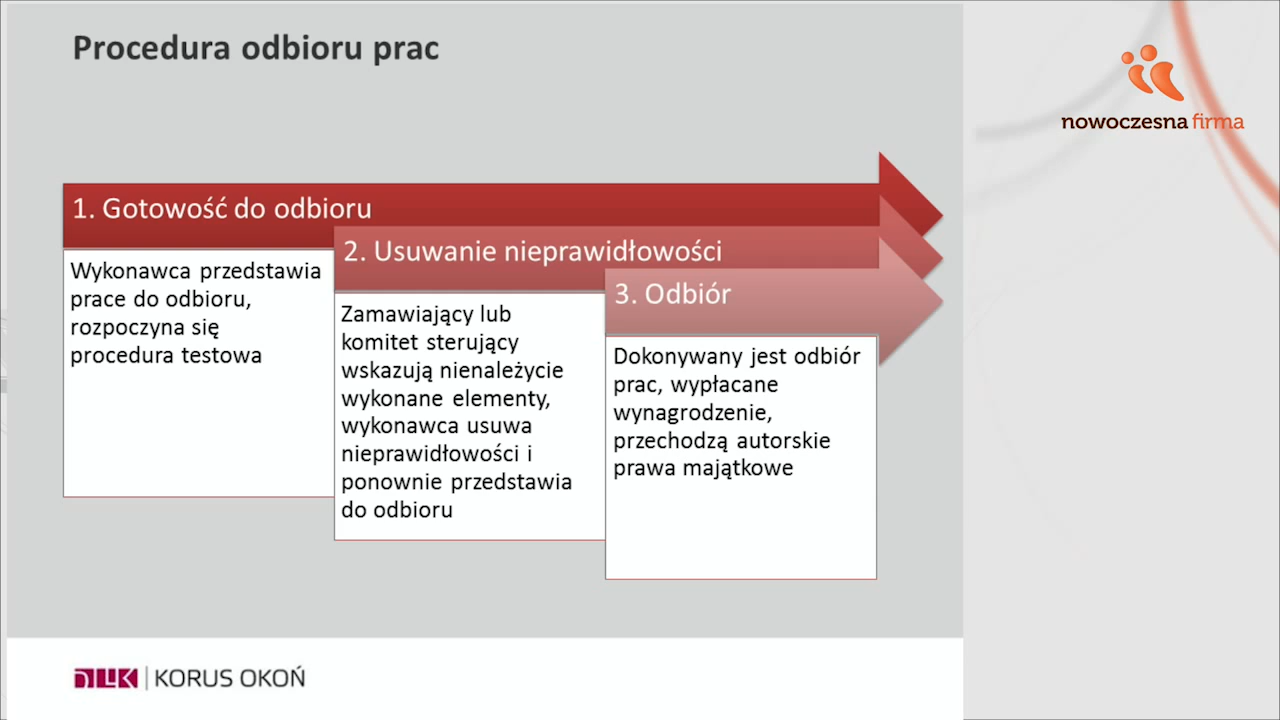 Procedura odbioru prac
nowoczesna firma
1. Gotowość do odbioru
Wykonawca przedstawia
prace do odbioru,
rozpoczyna się
procedura testowa
2. Usuwanie nieprawidłowości
Zamawiający lub
komitet sterujący
wskazują nienależycie
wykonane elementy,
wykonawca usuwa
nieprawidłowości i
ponownie przedstawia
do odbioru
3. Odbiór
Dokonywany jest odbiór
prac, wypłacane
wynagrodzenie,
przechodzą autorskie
prawa majątkowe
KORUS OKOŃ